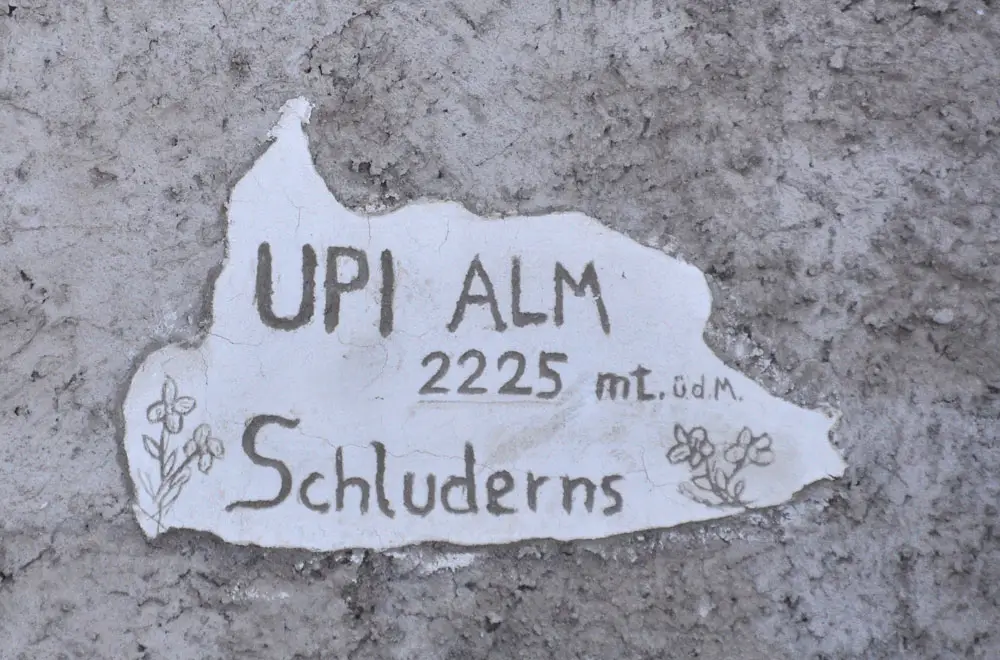 UPI ALM
2225 mt. ü.d.M.
Schluderns